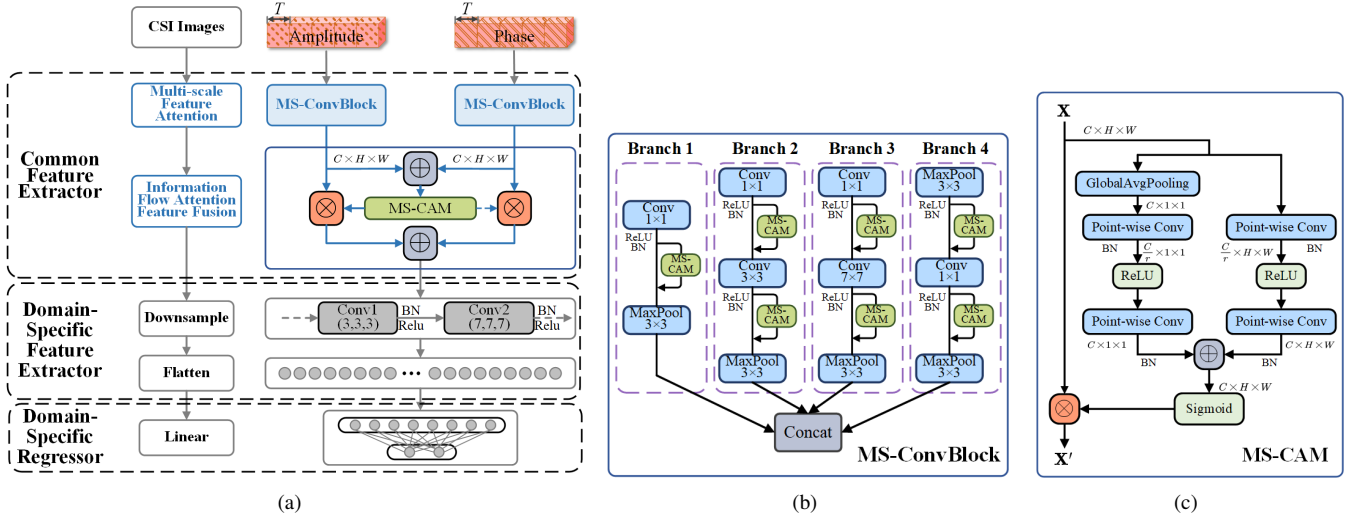 CSI Images
T
Amplitude
T
Phase
Common
Feature
Extractor
Multi-scale
Feature
Attention
MS-ConvBlock
MS-ConvBlock
C × H × W
C × H × W
Information
Flow Attention
Feature Fusion
MS-CAM
Domain-
Specific
Feature
Extractor
Downsample
Conv1
(3,3,3)
BN
Relu
Conv2
(7,7,7)
BN
Relu
Flatten
Domain-
Specific
Regressor
Linear
(a)
Branch 1
Branch 2
Branch 3
Branch 4
Conv
1×1
ReLU
BN
MS-
CAM
MaxPool
3×3
Conv
1×1
ReLU
BN
MS-
CAM
Conv
3×3
ReLU
BN
MS-
CAM
MaxPool
3×3
Conv
1×1
ReLU
BN
MS-
CAM
Conv
7×7
ReLU
BN
MS-
CAM
MaxPool
3×3
MaxPool
3×3
ReLU
BN
MS-
CAM
Conv
1×1
ReLU
BN
MS-
CAM
MaxPool
3×3
Concat
MS-ConvBlock
(b)
X
C × H × W
GlobalAvgPooling
C×1×1
Point-wise Conv
Point-wise Conv
BN
C/r ×1×1
C/r ×H×W
BN
ReLU
ReLU
Point-wise Conv
Point-wise Conv
C×1×1
BN
BN
C×H×W
C×H×W
Sigmoid
X′
MS-CAM
(c)